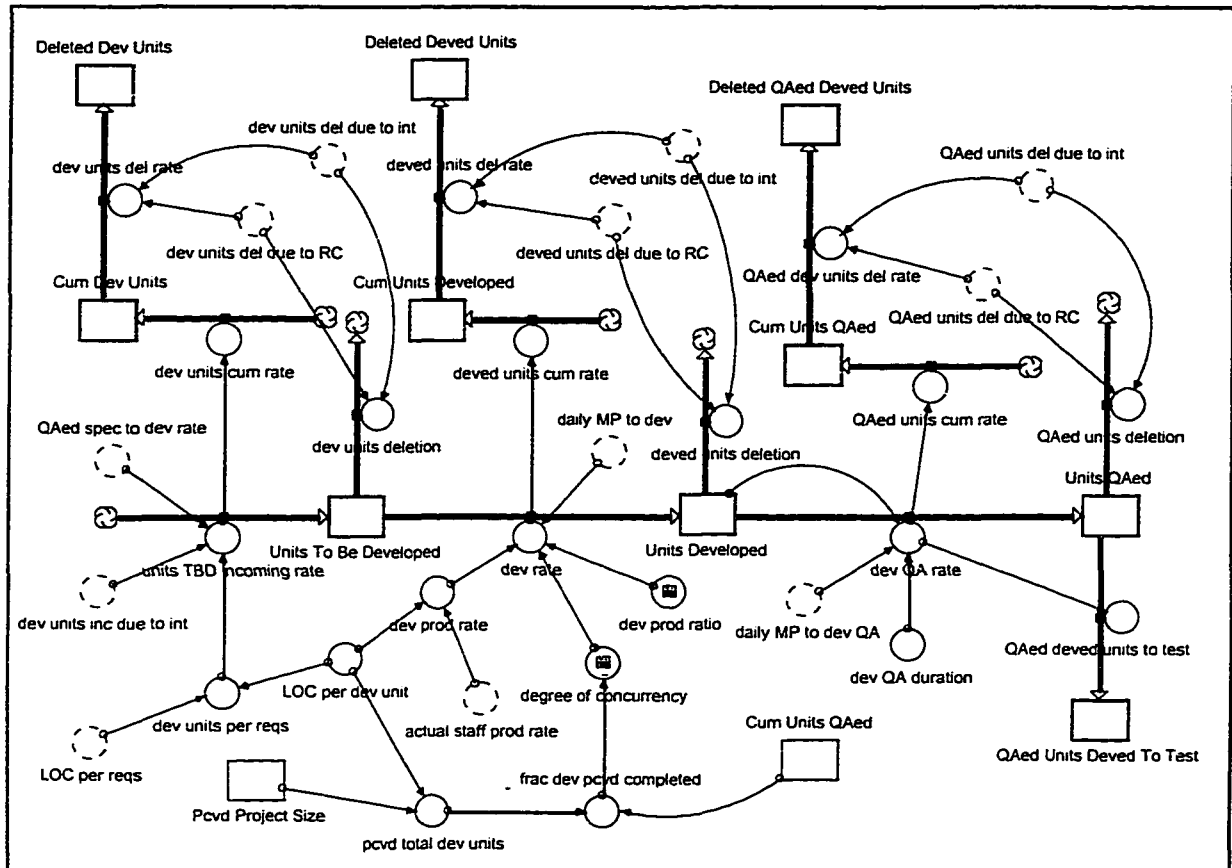 Deleted Dev Units
Deleted Deved Units
Deleted QAed Deved Units
dev units del due to int
dev units del rate
deved units del rate
deved units del due to int
QAed units del due to int
dev units del due to RC
deved units del due to RC
QAed dev units del rate
Cum Dev Units
Cum Units Developed
QAed units del due to RC
Cum Units QAed
dev units cum rate
deved units cum rate
QAed units cum rate
QAed spec to dev rate
dev units deletion
daily MP to dev
deved units deletion
QAed units deletion
Units QAed
Units To Be Developed
Units Developed
units TBD incoming rate
dev rate
dev QA rate
dev units inc due to int
dev prod rate
dev prod ratio
daily MP to dev QA
QAed deved units to test
dev QA duration
LOC per dev unit
degree of concurrency
dev units per reqs
actual staff prod rate
Cum Units QAed
QAed Units Deved To Test
LOC per reqs
frac dev pcvd completed
Pcvd Project Size
pcvd total dev units